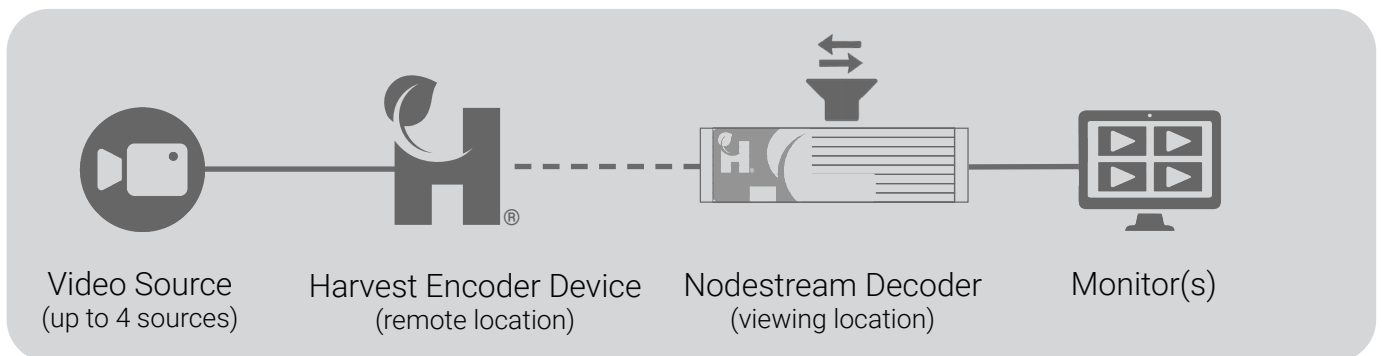 H®
H
Video Source
(up to 4 sources)
Harvest Encoder Device
(remote location)
Nodestream Decoder
(viewing location)
Monitor(s)